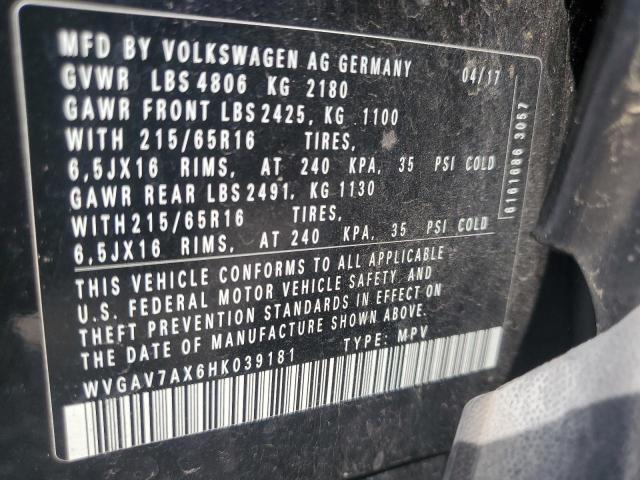 MFD BY VOLKSWAGEN AG GERMANY 04/17
GVWR LBS 4806 KG 2180
GAWR FRONT LBS 2425, KG 1100
WITH 215/65R16 TIRES,
6,5JX16 RIMS, AT 240 KPA, 35 PSI COLD
GAWR REAR LBS 2491, KG 1130
WITH 215/65R16 TIRES,
6,5JX16 RIMS, AT 240 KPA, 35 PSI COLD
THIS VEHICLE CONFORMS TO ALL APPLICABLE
U.S. FEDERAL MOTOR VEHICLE SAFETY, AND
THEFT PREVENTION STANDARDS IN EFFECT ON
THE DATE OF MANUFACTURE SHOWN ABOVE.
WVGAV7AX6HK039181 TYPE: MPV
6161686 3057